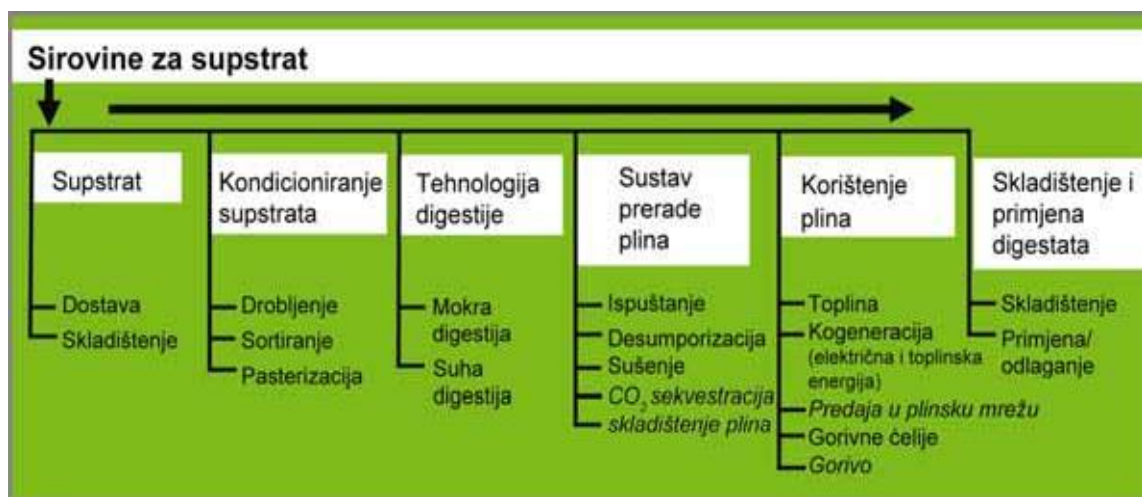 Sirovine za supstrat
Supstrat
Dostava
Skladištenje
Kondicioniranje
supstrata
Drobljenje
Sortiranje
Pasterizacija
Tehnologija
digestije
Mokra
digestija
Suha
digestija
Sustav
prerade
plina
Ispuštanje
Desumporizacija
Sušenje
CO₂ sekvestracija
skladištenje plina
Korištenje
plina
Toplina
Kogeneracija
(električna i toplinska
energija)
Predaja u plinsku mrežu
Gorivne ćelije
Gorivo
Skladištenje i
primjena
digestata
Skladištenje
Primjena/
odlaganje